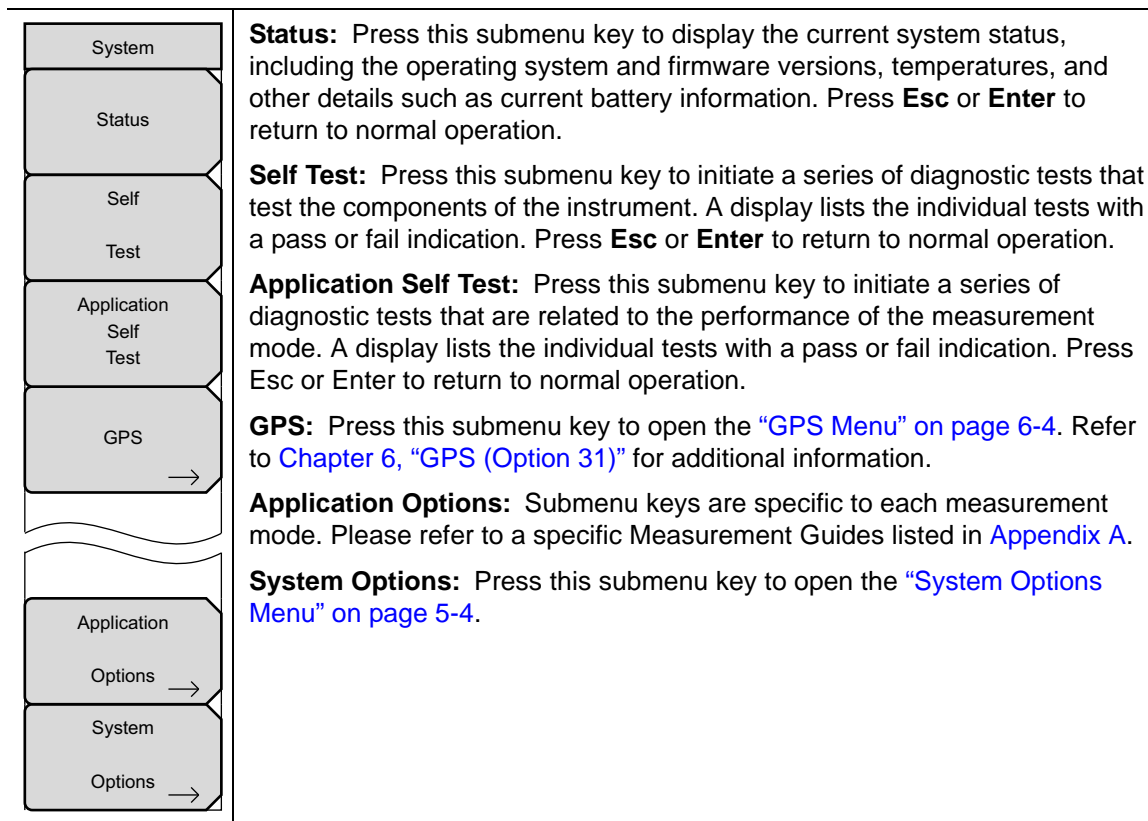 System
Status
Self
Test
Application
Self
Test
GPS
Application
Options
System
Options
Status: Press this submenu key to display the current system status,
including the operating system and firmware versions, temperatures, and
other details such as current battery information. Press Esc or Enter to
return to normal operation.
Self Test: Press this submenu key to initiate a series of diagnostic tests that
test the components of the instrument. A display lists the individual tests with
a pass or fail indication. Press Esc or Enter to return to normal operation.
Application Self Test: Press this submenu key to initiate a series of
diagnostic tests that are related to the performance of the measurement
mode. A display lists the individual tests with a pass or fail indication. Press
Esc or Enter to return to normal operation.
GPS: Press this submenu key to open the “GPS Menu” on page 6-4. Refer
to Chapter 6, “GPS (Option 31)” for additional information.
Application Options: Submenu keys are specific to each measurement
mode. Please refer to a specific Measurement Guides listed in Appendix A.
System Options: Press this submenu key to open the “System Options
Menu” on page 5-4.